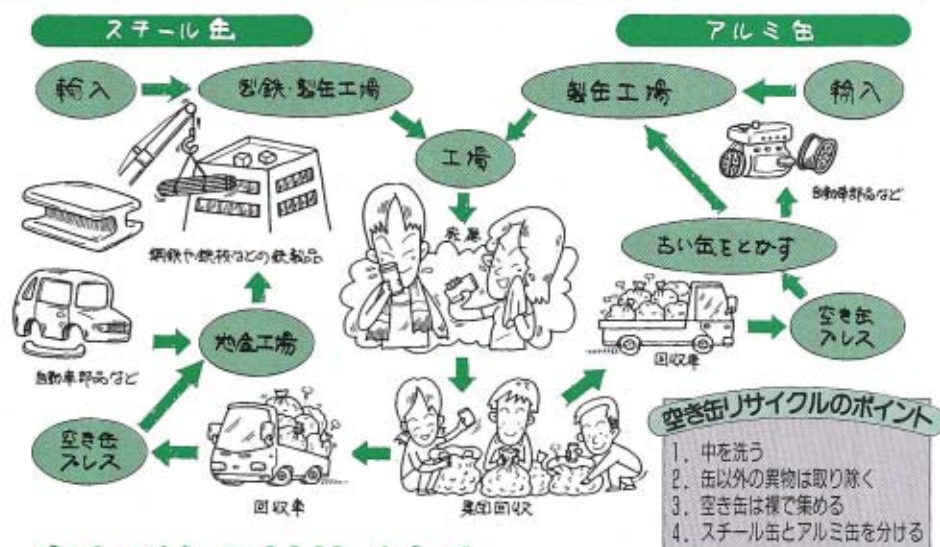 スチール缶
アルミ缶
輸入
製鉄・製缶工場
製缶工場
輸入
工場
自動車部品など
鋼鉄や鉄板などの鉄製品
古い缶をとかす
地金工場
空き缶
プレス
回収車
自動車部品など
空き缶
プレス
回収車
集団回収
空き缶リサイクルのポイント
1. 中を洗う
2. 缶以外の異物は取り除く
3. 空き缶は裸で集める
4. スチール缶とアルミ缶を分ける